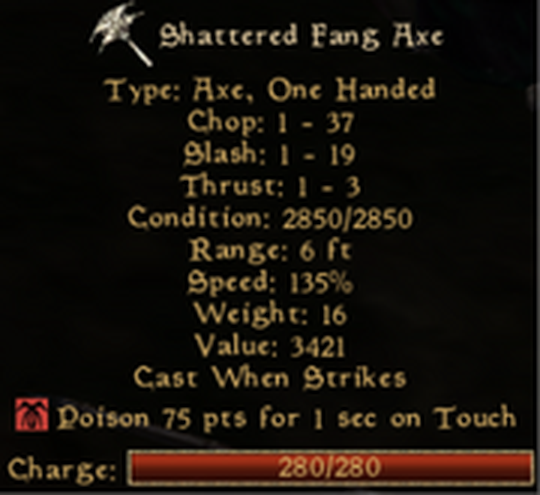 Shattered Fang Axe
Type: Axe, One Handed
Chop: 1 - 37
Slash: 1 - 19
Thrust: 1 - 3
Condition: 2850/2850
Range: 6 ft
Speed: 135%
Weight: 16
Value: 3421
Cast When Strikes
Poison 75 pts for 1 sec on Touch
Charge: 280/280